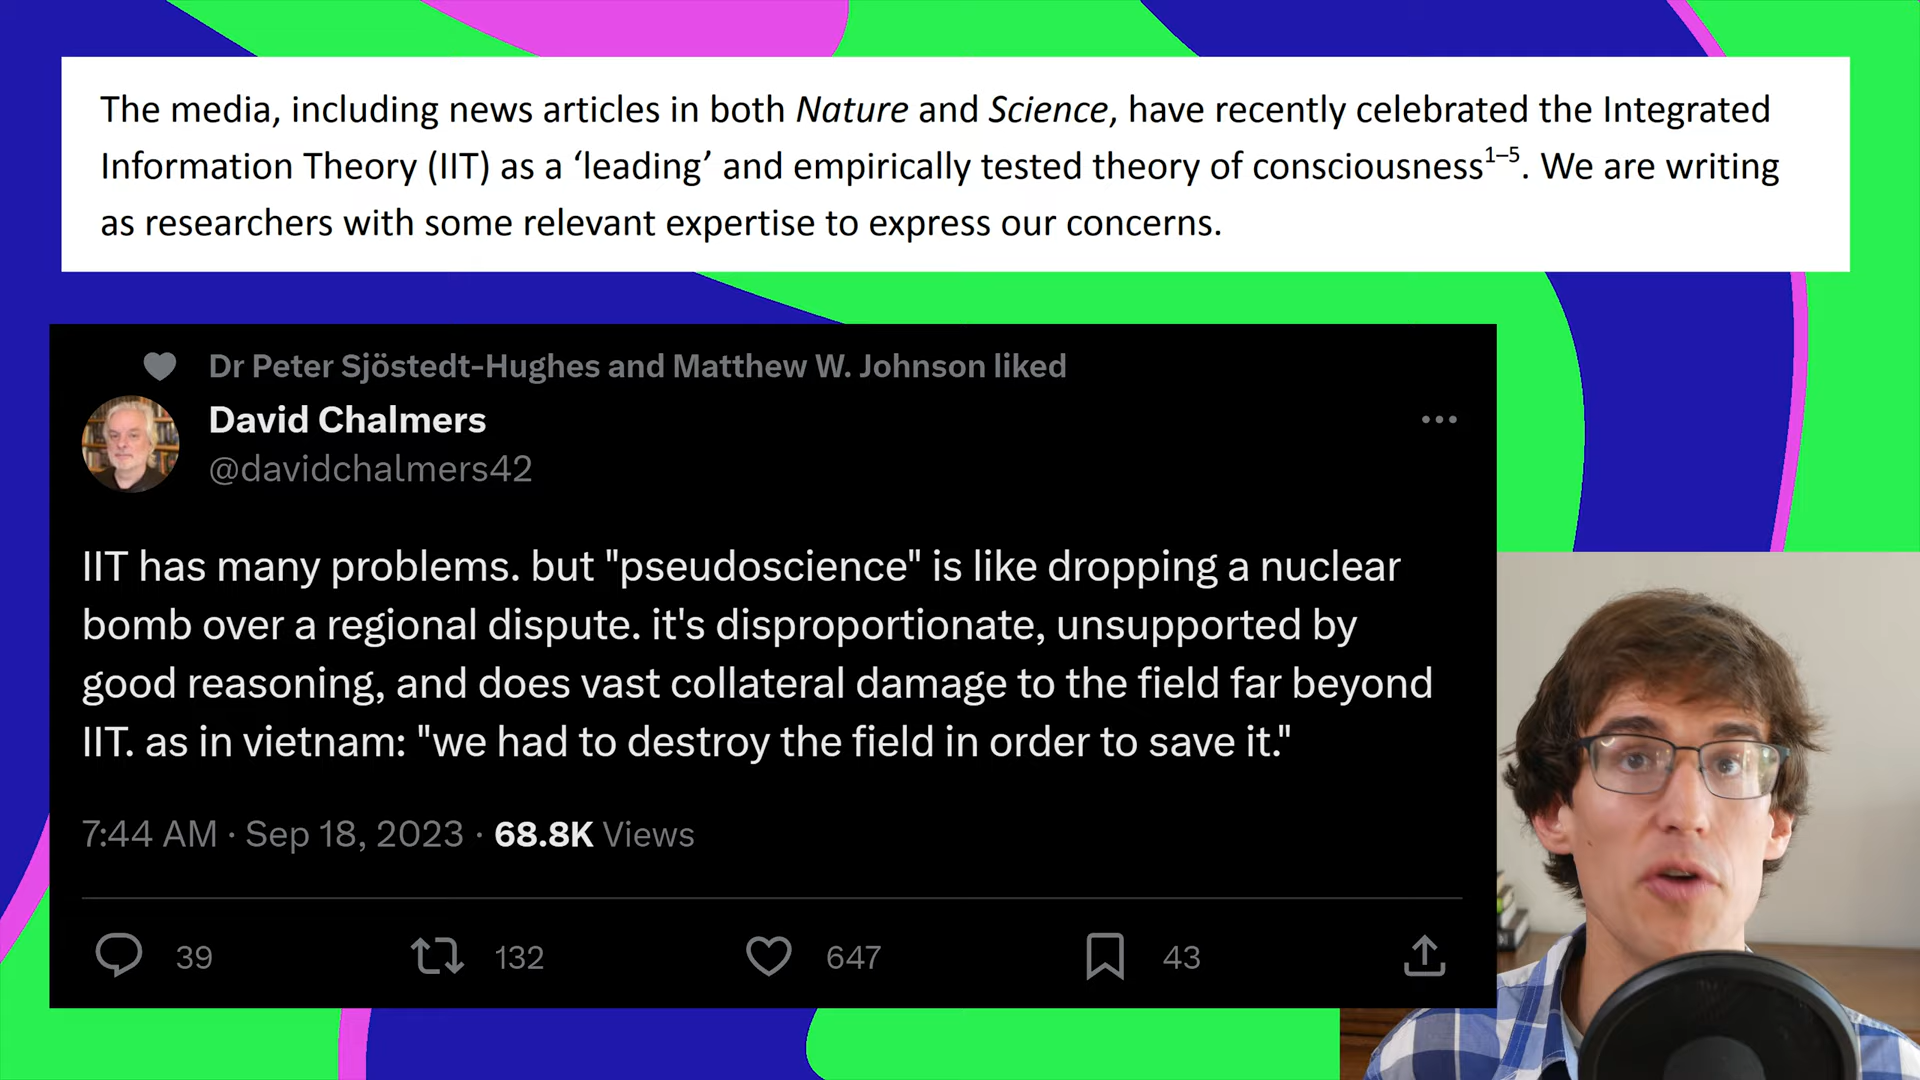 The media, including news articles in both Nature and Science, have recently celebrated the Integrated
Information Theory (IIT) as a ‘leading’ and empirically tested theory of consciousness1–5. We are writing
as researchers with some relevant expertise to express our concerns.
Dr Peter Sjöstedt-Hughes and Matthew W. Johnson liked
David Chalmers
@davidchalmers42
IIT has many problems. but "pseudoscience" is like dropping a nuclear
bomb over a regional dispute. it's disproportionate, unsupported by
good reasoning, and does vast collateral damage to the field far beyond
IIT. as in vietnam: "we had to destroy the field in order to save it."
7:44 AM · Sep 18, 2023 · 68.8K Views
39 132 647 43